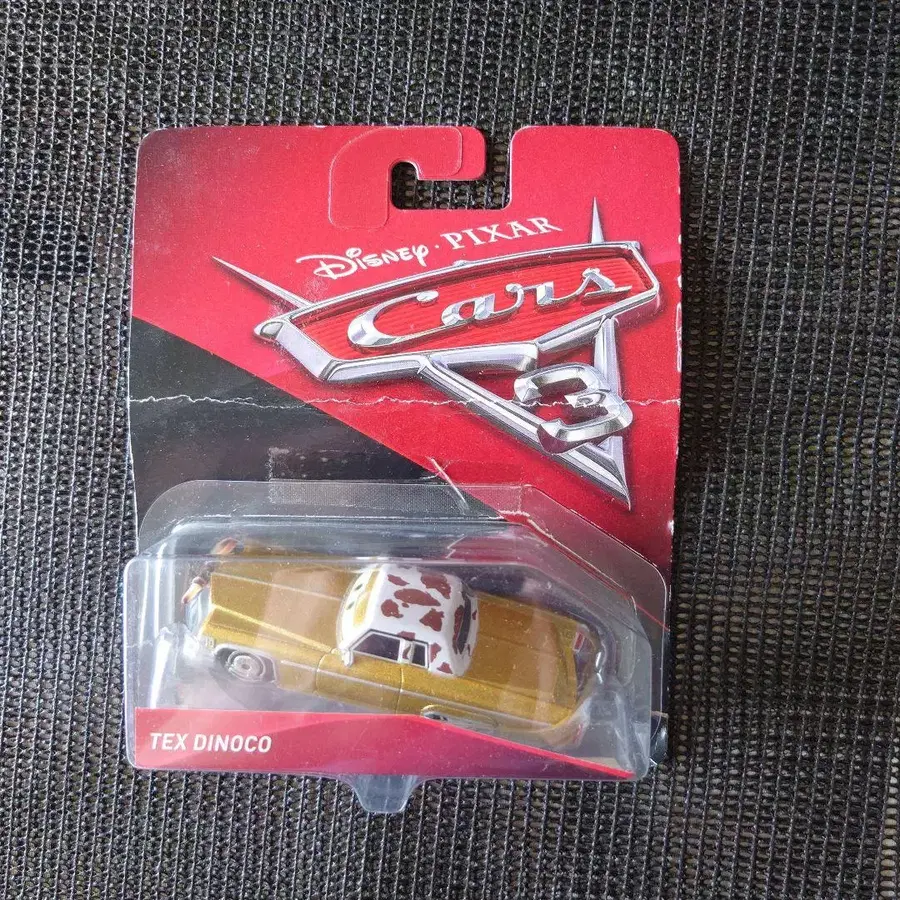 Disney · PIXAR
Cars
3
TEX DINOCO